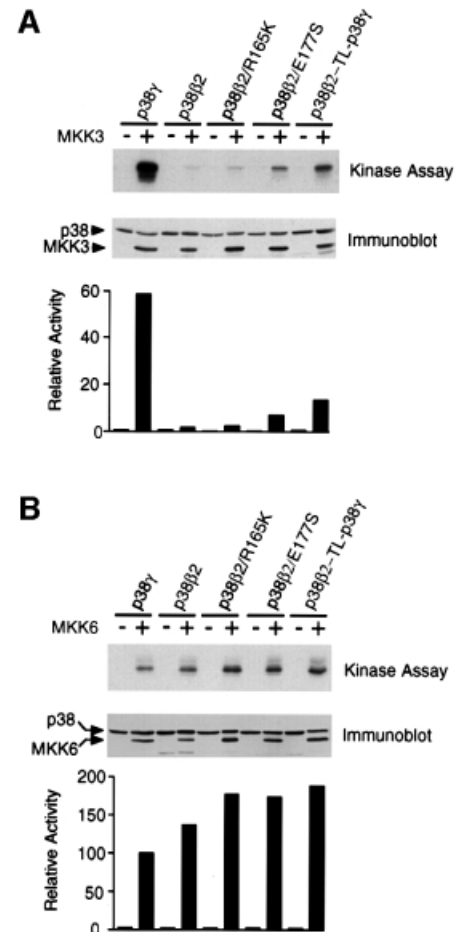 A
p38γ
p38β2
p38β2/R165K
p38β2/E177S
p38β2-TL-p38γ
MKK3 - + - + - + - + - +
Kinase Assay
p38
MKK3
Immunoblot
Relative Activity
60
40
20
0
B
p38γ
p38β2
p38β2/R165K
p38β2/E177S
p38β2-TL-p38γ
MKK6 - + - + - + - + - +
Kinase Assay
p38
MKK6
Immunoblot
Relative Activity
200
150
100
50
0